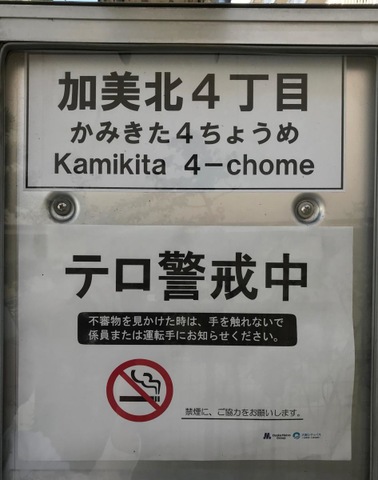 加美北４丁目
かみきた４ちょうめ
Kamikita 4－chome
テロ警戒中
不審物を見かけた時は、手を触れないで
係員または運転手にお知らせください。
禁煙に、ご協力をお願いします。